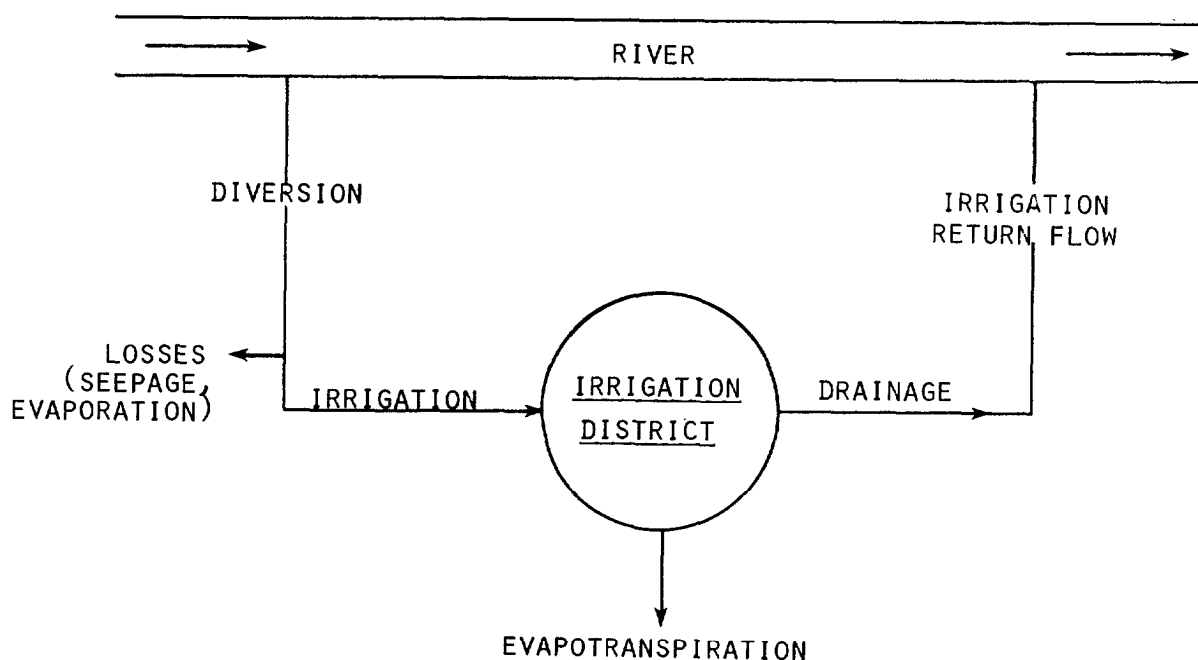 RIVER
DIVERSION
IRRIGATION
RETURN FLOW
LOSSES
(SEEPAGE,
EVAPORATION)
IRRIGATION
IRRIGATION
DISTRICT
DRAINAGE
EVAPOTRANSPIRATION